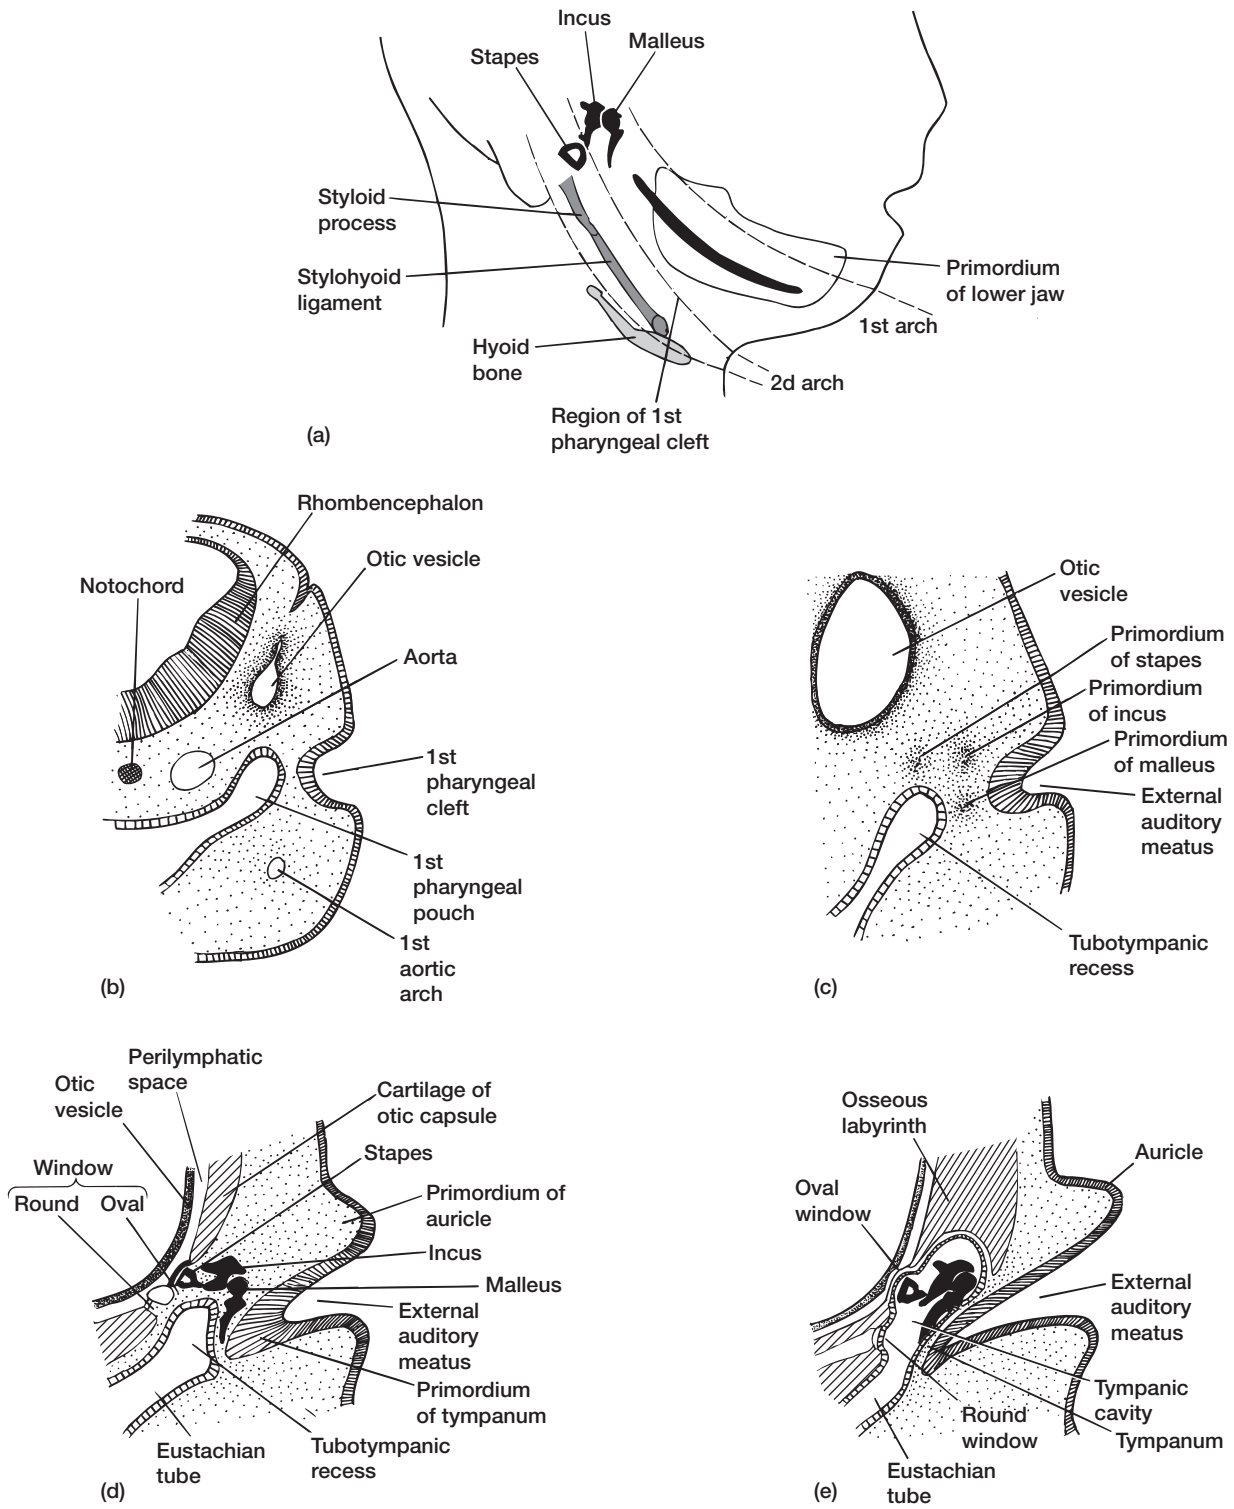 Incus
Malleus
Stapes
Styloid
process
Stylohyoid
ligament
Primordium
of lower jaw
1st arch
Hyoid
bone
2d arch
Region of 1st
pharyngeal cleft
(a)
Rhombencephalon
Otic vesicle
Notochord
Aorta
1st
pharyngeal
cleft
1st
pharyngeal
pouch
1st
aortic
arch
(b)
Otic
vesicle
Primordium
of stapes
Primordium
of incus
Primordium
of malleus
External
auditory
meatus
Tubotympanic
recess
(c)
Perilymphatic
space
Otic
vesicle
Cartilage of
otic capsule
Window
Round Oval
Stapes
Primordium of
auricle
Incus
Malleus
External
auditory
meatus
Primordium
of tympanum
Tubotympanic
recess
Eustachian
tube
(d)
Osseous
labyrinth
Auricle
Oval
window
External
auditory
meatus
Tympanic
cavity
Round
window
Tympanum
Eustachian
tube
(e)